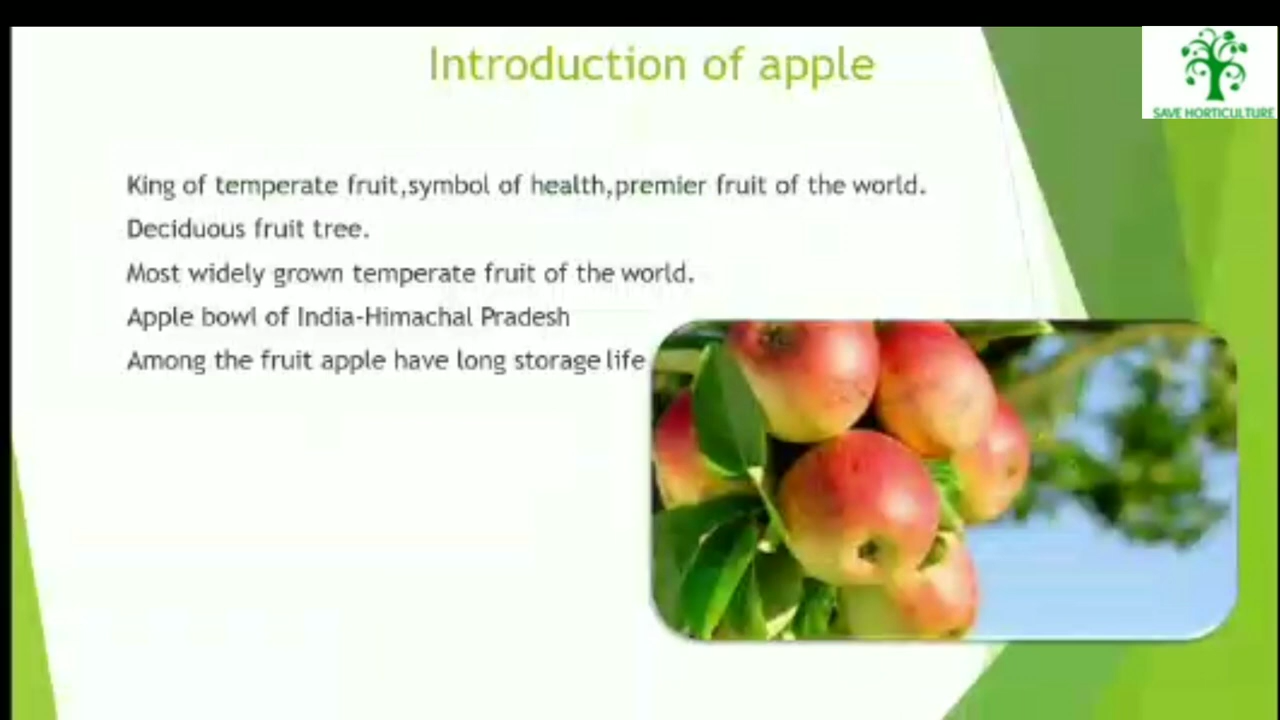 Introduction of apple
SAVE HORTICULTURE
King of temperate fruit,symbol of health,premier fruit of the world.
Deciduous fruit tree.
Most widely grown temperate fruit of the world.
Apple bowl of India-Himachal Pradesh
Among the fruit apple have long storage life